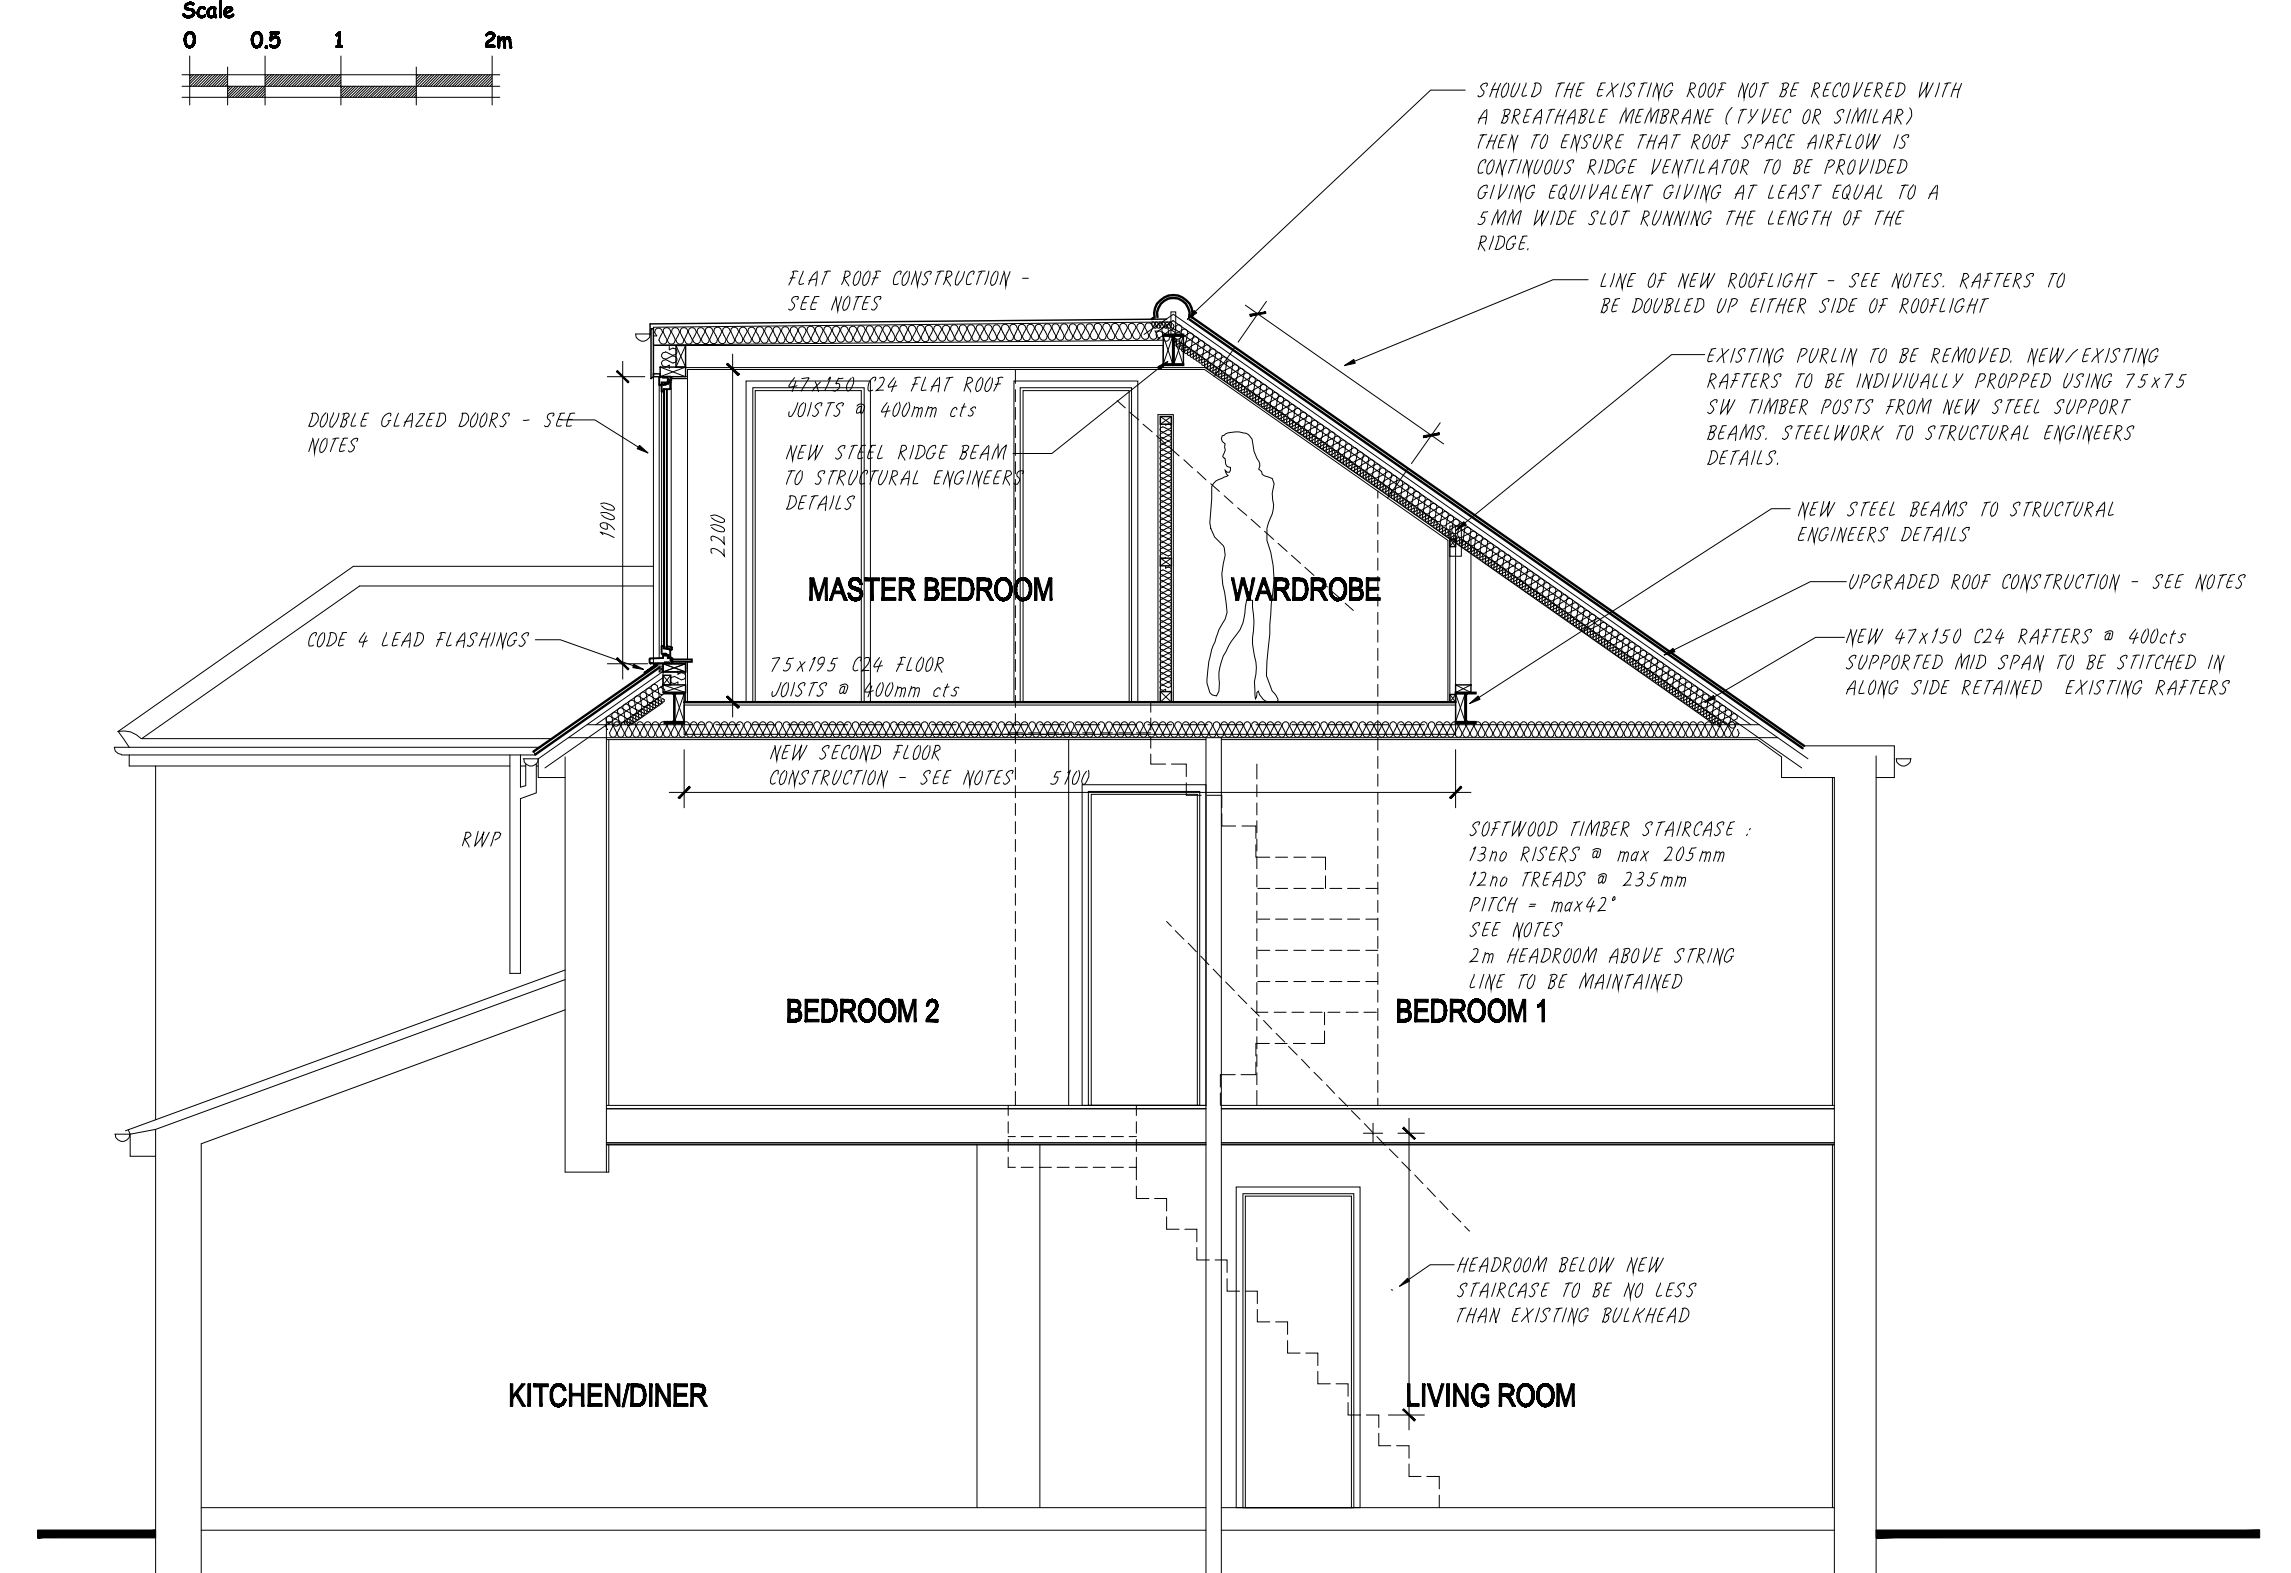 Scale
0 0.5 1 2m
SHOULD THE EXISTING ROOF NOT BE RECOVERED WITH
A BREATHABLE MEMBRANE (TYVEC OR SIMILAR)
THEN TO ENSURE THAT ROOF SPACE AIRFLOW IS
CONTINUOUS RIDGE VENTILATOR TO BE PROVIDED
GIVING EQUIVALENT GIVING AT LEAST EQUAL TO A
5MM WIDE SLOT RUNNING THE LENGTH OF THE
RIDGE.
FLAT ROOF CONSTRUCTION -
SEE NOTES
LINE OF NEW ROOFLIGHT - SEE NOTES. RAFTERS TO
BE DOUBLED UP EITHER SIDE OF ROOFLIGHT
EXISTING PURLIN TO BE REMOVED. NEW/EXISTING
RAFTERS TO BE INDIVIUALLY PROPPED USING 75x75
SW TIMBER POSTS FROM NEW STEEL SUPPORT
BEAMS. STEELWORK TO STRUCTURAL ENGINEERS
DETAILS.
47x150 C24 FLAT ROOF
JOISTS @ 400mm cts
DOUBLE GLAZED DOORS - SEE
NOTES
NEW STEEL RIDGE BEAM
TO STRUCTURAL ENGINEERS
DETAILS
1900
2200
NEW STEEL BEAMS TO STRUCTURAL
ENGINEERS DETAILS
MASTER BEDROOM
WARDROBE
UPGRADED ROOF CONSTRUCTION - SEE NOTES
CODE 4 LEAD FLASHINGS
NEW 47x150 C24 RAFTERS @ 400cts
SUPPORTED MID SPAN TO BE STITCHED IN
ALONG SIDE RETAINED EXISTING RAFTERS
75x195 C24 FLOOR
JOISTS @ 400mm cts
NEW SECOND FLOOR
CONSTRUCTION - SEE NOTES
5100
RWP
SOFTWOOD TIMBER STAIRCASE :
13no RISERS @ max 205mm
12no TREADS @ 235mm
PITCH = max42°
SEE NOTES
2m HEADROOM ABOVE STRING
LINE TO BE MAINTAINED
BEDROOM 2
BEDROOM 1
HEADROOM BELOW NEW
STAIRCASE TO BE NO LESS
THAN EXISTING BULKHEAD
KITCHEN/DINER
LIVING ROOM